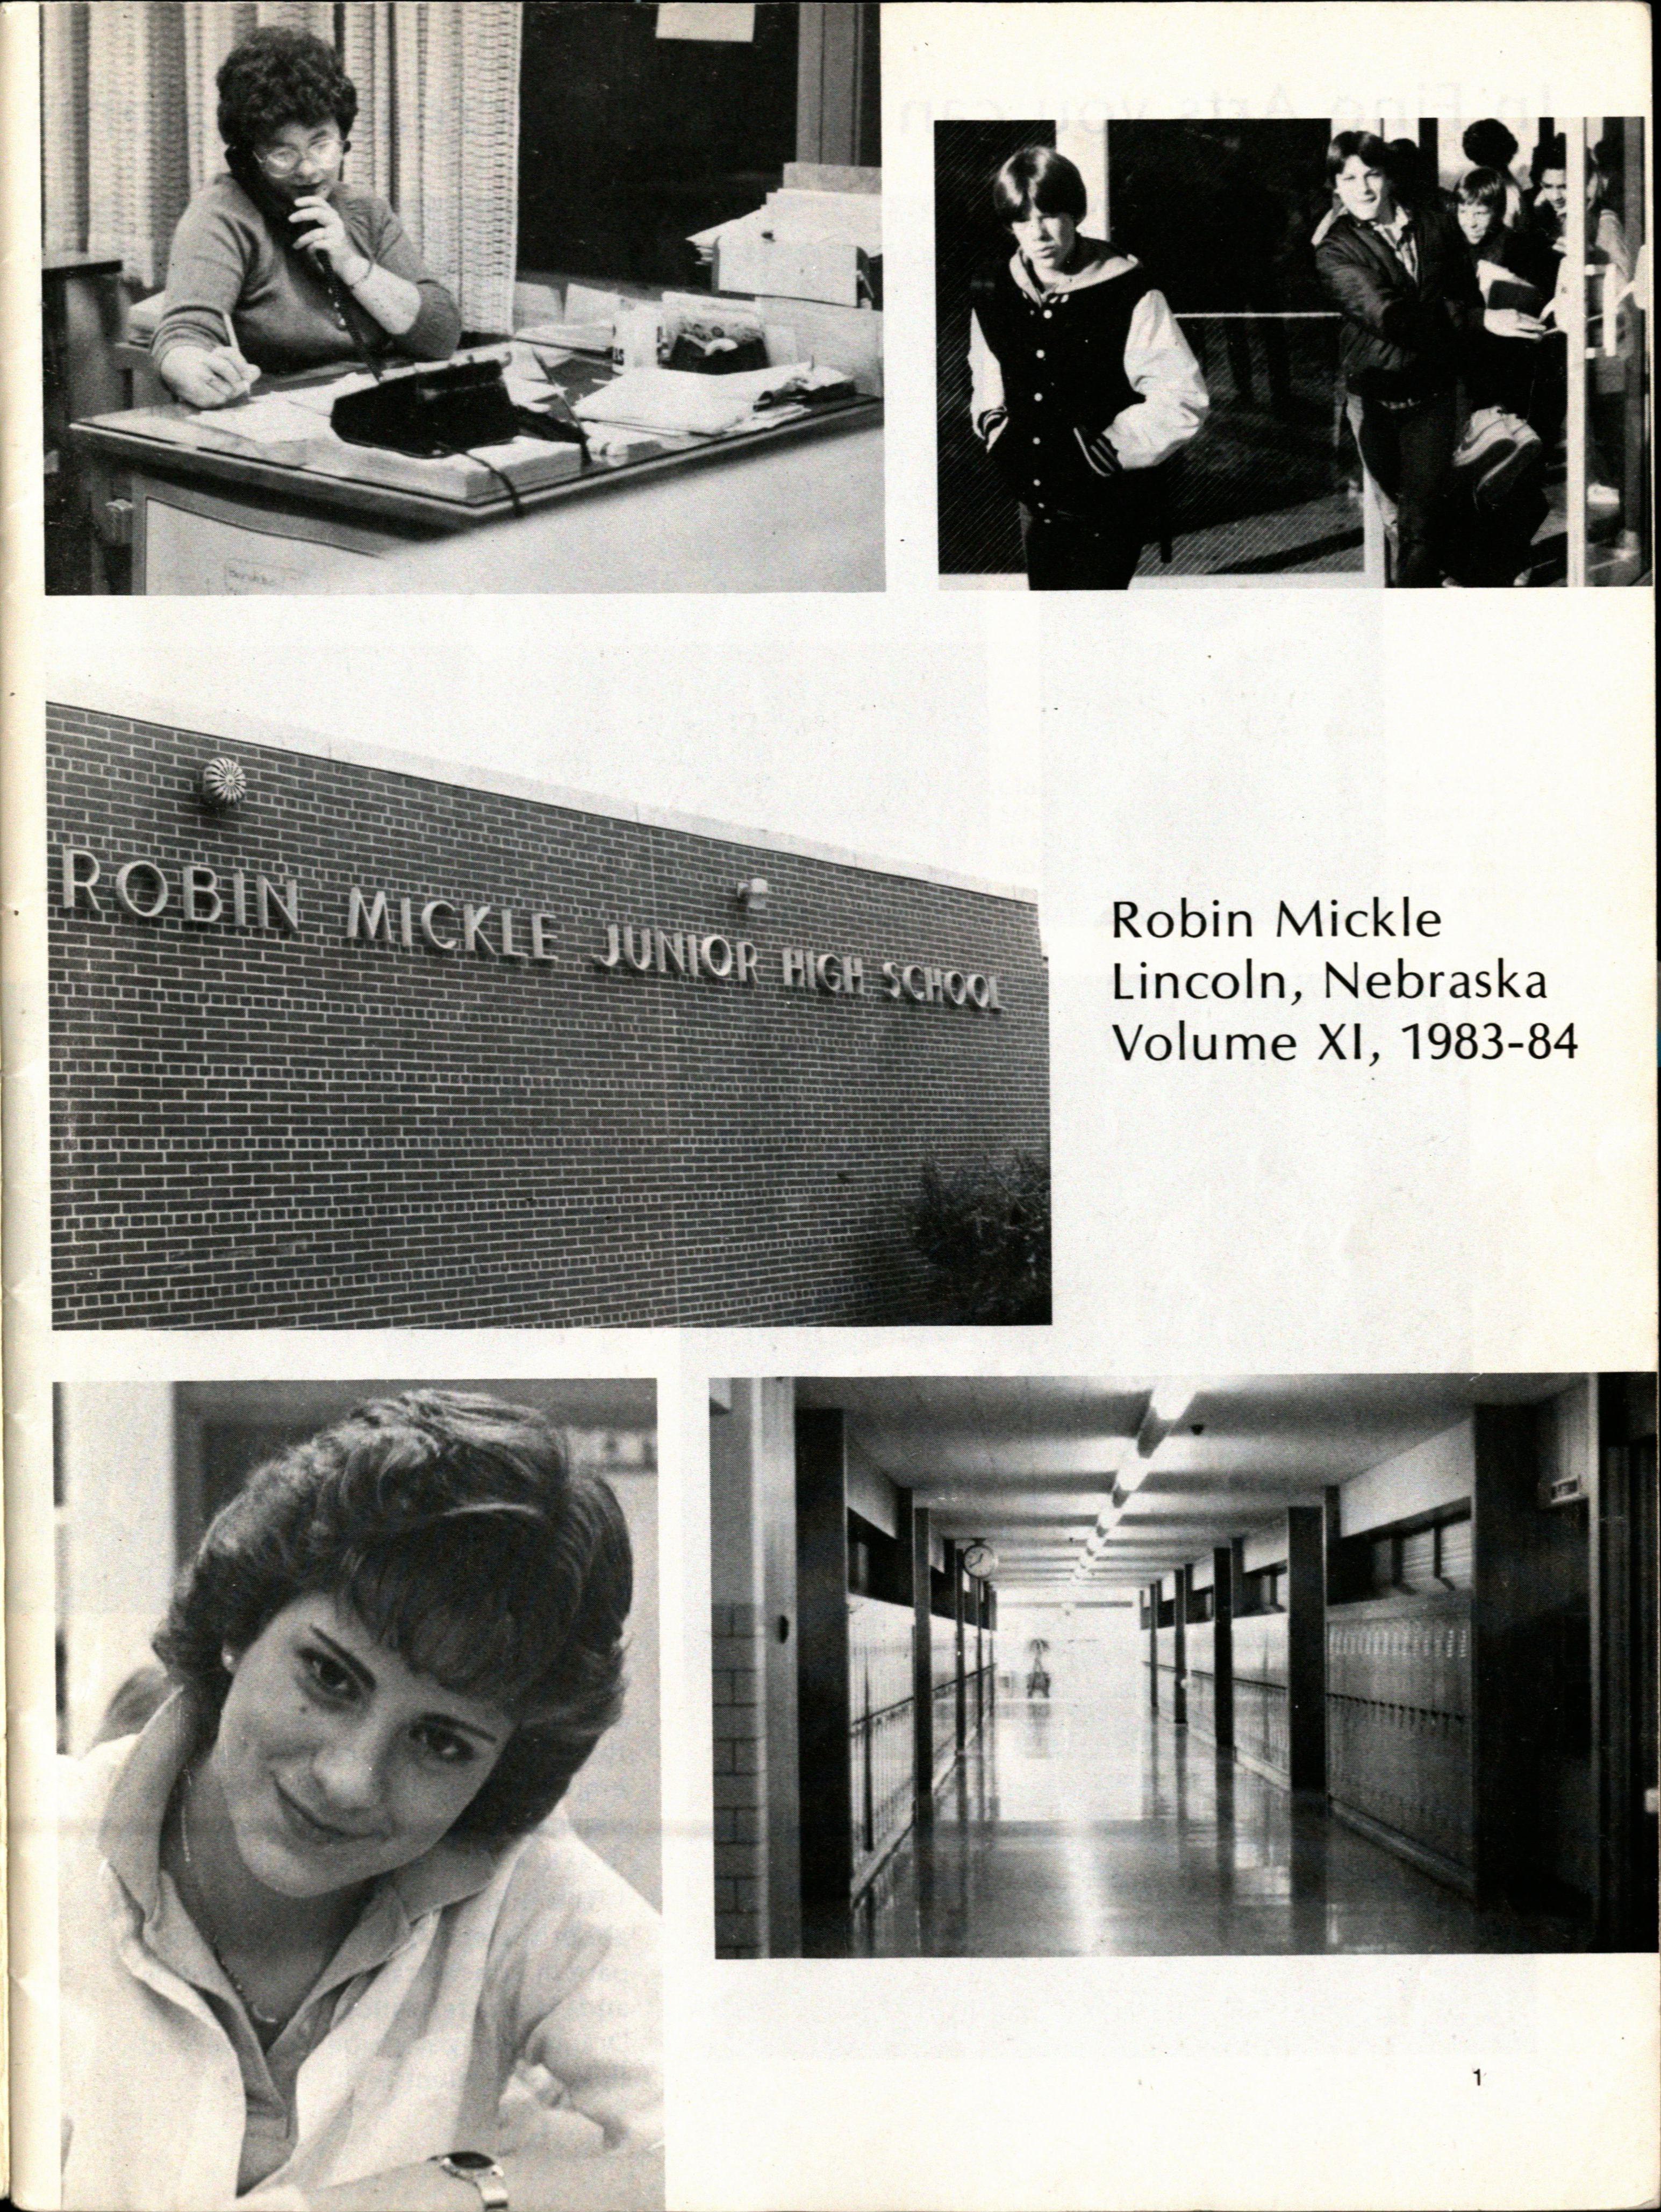 ROBIN MICKLE JUNIOR HIGH SCHOOL
Robin Mickle
Lincoln, Nebraska
Volume XI, 1983-84
1